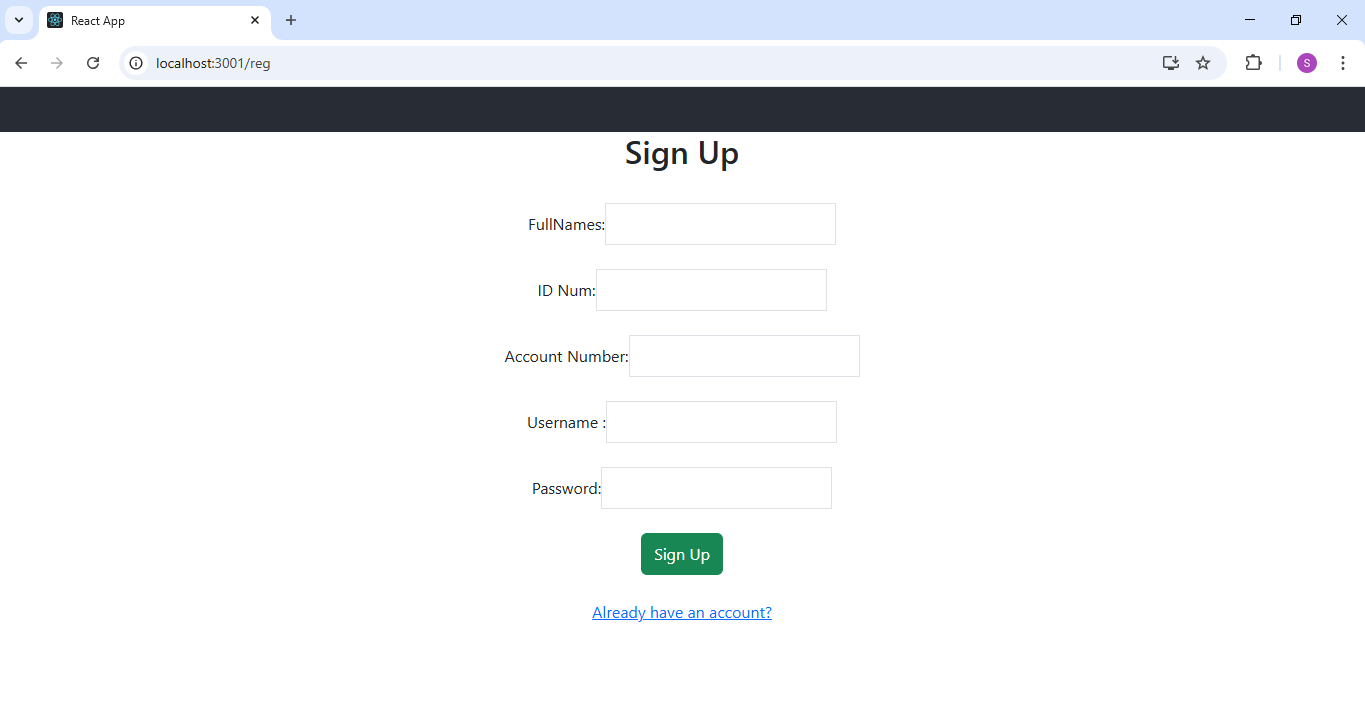 React App
localhost:3001/reg
S
Sign Up
FullNames:
ID Num:
Account Number:
Username :
Password:
Sign Up
Already have an account?